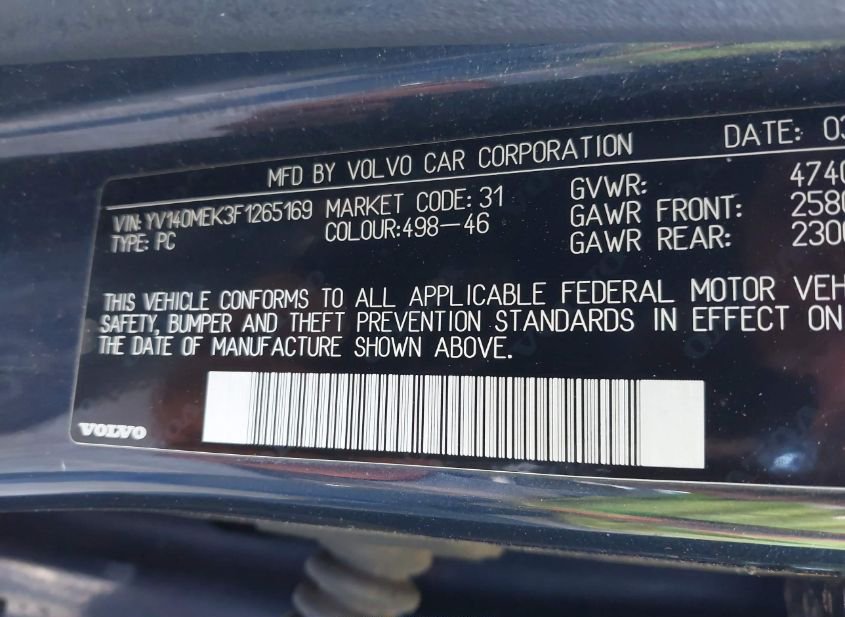 MFD BY VOLVO CAR CORPORATION DATE: 03
VIN: YV140MEK3F1265169 MARKET CODE: 31 GVWR: 4740
TYPE: PC COLOUR:498-46 GAWR FRONT: 2580
GAWR REAR: 2300
THIS VEHICLE CONFORMS TO ALL APPLICABLE FEDERAL MOTOR VEH
SAFETY, BUMPER AND THEFT PREVENTION STANDARDS IN EFFECT ON
THE DATE OF MANUFACTURE SHOWN ABOVE.
VOLVO